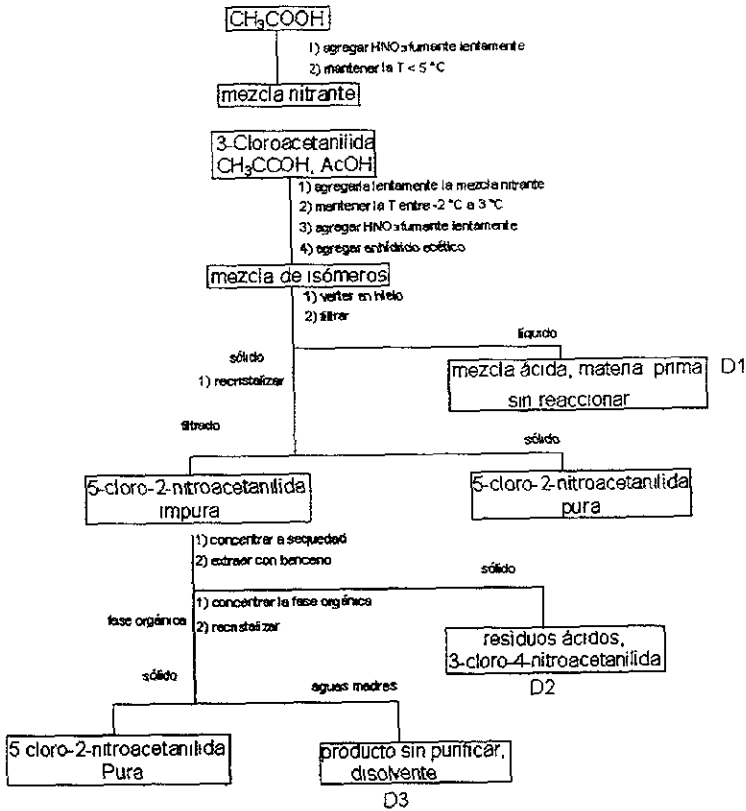 CH₃COOH
1) agregar HNO₃ fumante lentamente
2) mantener la T < 5 °C
mezcla nitrante
3-Cloroacetanilida
CH₃COOH, AcOH
1) agregarla lentamente la mezcla nitrante
2) mantener la T entre -2 °C a 3 °C
3) agregar HNO₃ fumante lentamente
4) agregar anhídrido acético
mezcla de isómeros
1) verter en hielo
2) filtrar
líquido
sólido
1) recristalizar
mezcla ácida, materia prima
sin reaccionar
D1
filtrado
sólido
5-cloro-2-nitroacetanilida
impura
5-cloro-2-nitroacetanilida
pura
1) concentrar a sequedad
2) extraer con benceno
sólido
1) concentrar la fase orgánica
2) recristalizar
fase orgánica
residuos ácidos,
3-cloro-4-nitroacetanilida
D2
sólido
aguas madres
5 cloro-2-nitroacetanilida
Pura
producto sin purificar,
disolvente
D3